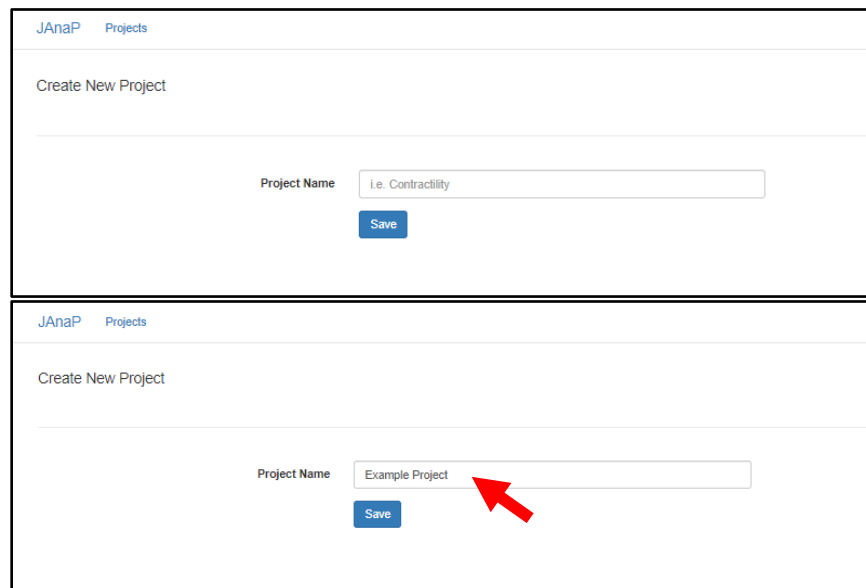 JAnaP Projects
Create New Project
Project Name i.e. Contractility
Save
JAnaP Projects
Create New Project
Project Name Example Project
Save